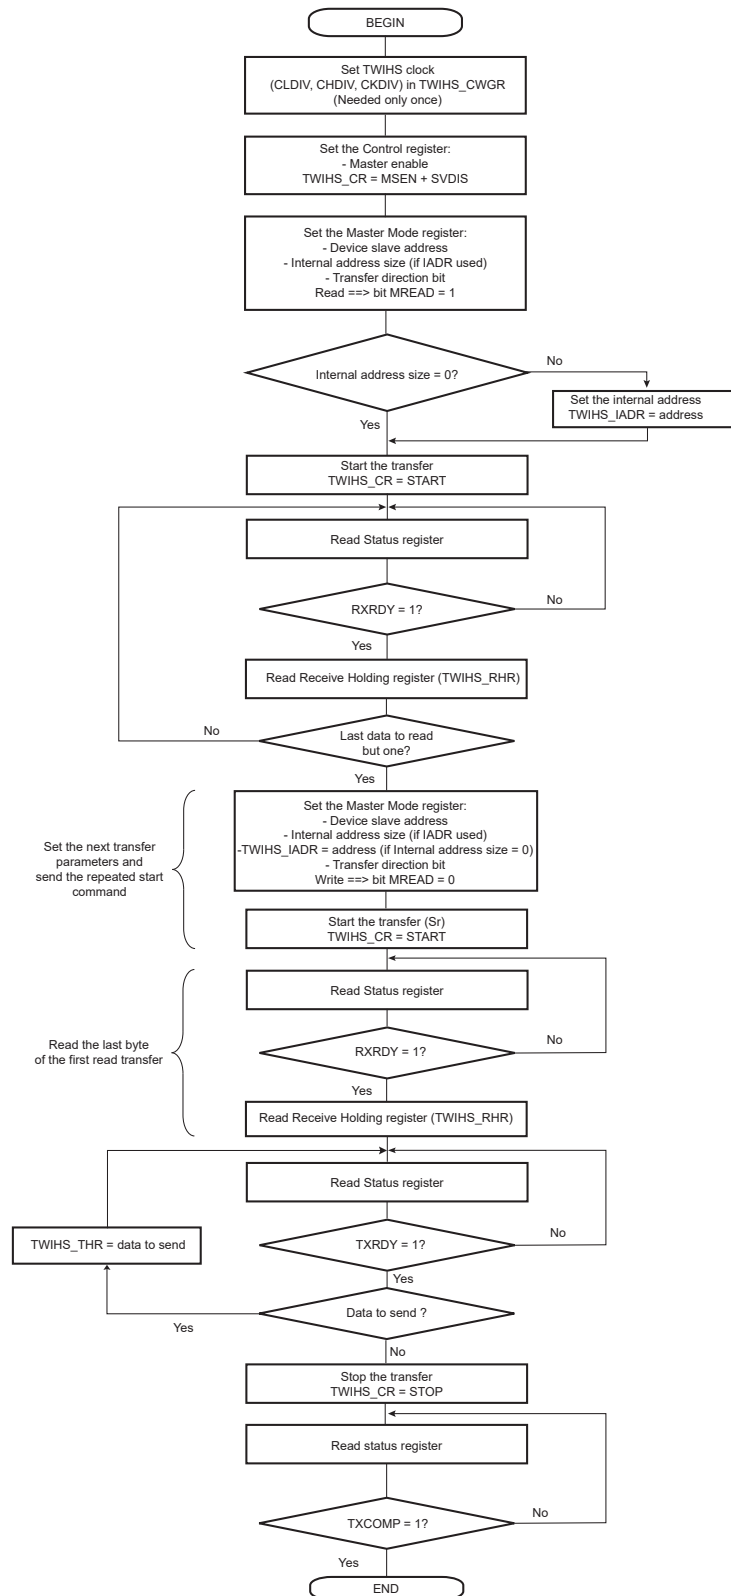 BEGIN
Set TWIHS clock
(CLDIV, CHDIV, CKDIV) in TWIHS_CWGR
(Needed only once)
Set the Control register:
- Master enable
TWIHS_CR = MSEN + SVDIS
Set the Master Mode register:
- Device slave address
- Internal address size (if IADR used)
- Transfer direction bit
Read ==> bit MREAD = 1
Internal address size = 0?
No
Set the internal address
TWIHS_IADR = address
Yes
Start the transfer
TWIHS_CR = START
Read Status register
RXRDY = 1?
No
Yes
Read Receive Holding register (TWIHS_RHR)
Last data to read
but one?
No
Yes
Set the next transfer
parameters and
send the repeated start
command
Set the Master Mode register:
- Device slave address
- Internal address size (if IADR used)
-TWIHS_IADR = address (if Internal address size = 0)
- Transfer direction bit
Write ==> bit MREAD = 0
Start the transfer (Sr)
TWIHS_CR = START
Read the last byte
of the first read transfer
Read Status register
RXRDY = 1?
No
Yes
Read Receive Holding register (TWIHS_RHR)
Read Status register
TXRDY = 1?
No
TWIHS_THR = data to send
Yes
Data to send ?
Yes
No
Stop the transfer
TWIHS_CR = STOP
Read status register
TXCOMP = 1?
No
Yes
END